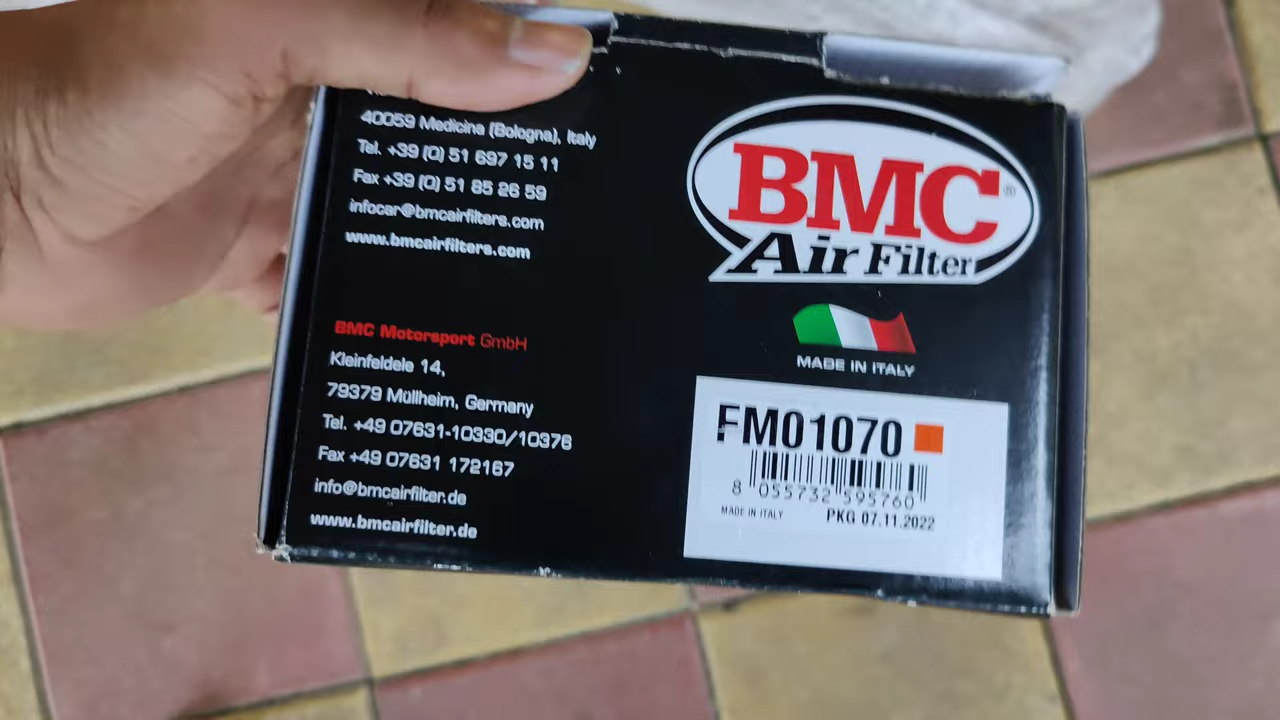 40059 Medicina (Bologna), Italy
Tel. +39 (0) 51 697 15 11
Fax +39 (0) 51 85 26 59
infocar@bmcairfilters.com
www.bmcairfilters.com
BMC Motorsport GmbH
Kleinfeldele 14,
79379 Müllheim, Germany
Tel. +49 07631-10330/10376
Fax +49 07631 172167
info@bmcairfilter.de
www.bmcairfilter.de
BMC®
Air Filter
MADE IN ITALY
FM01070
8 055732 595760
MADE IN ITALY PKG 07.11.2022